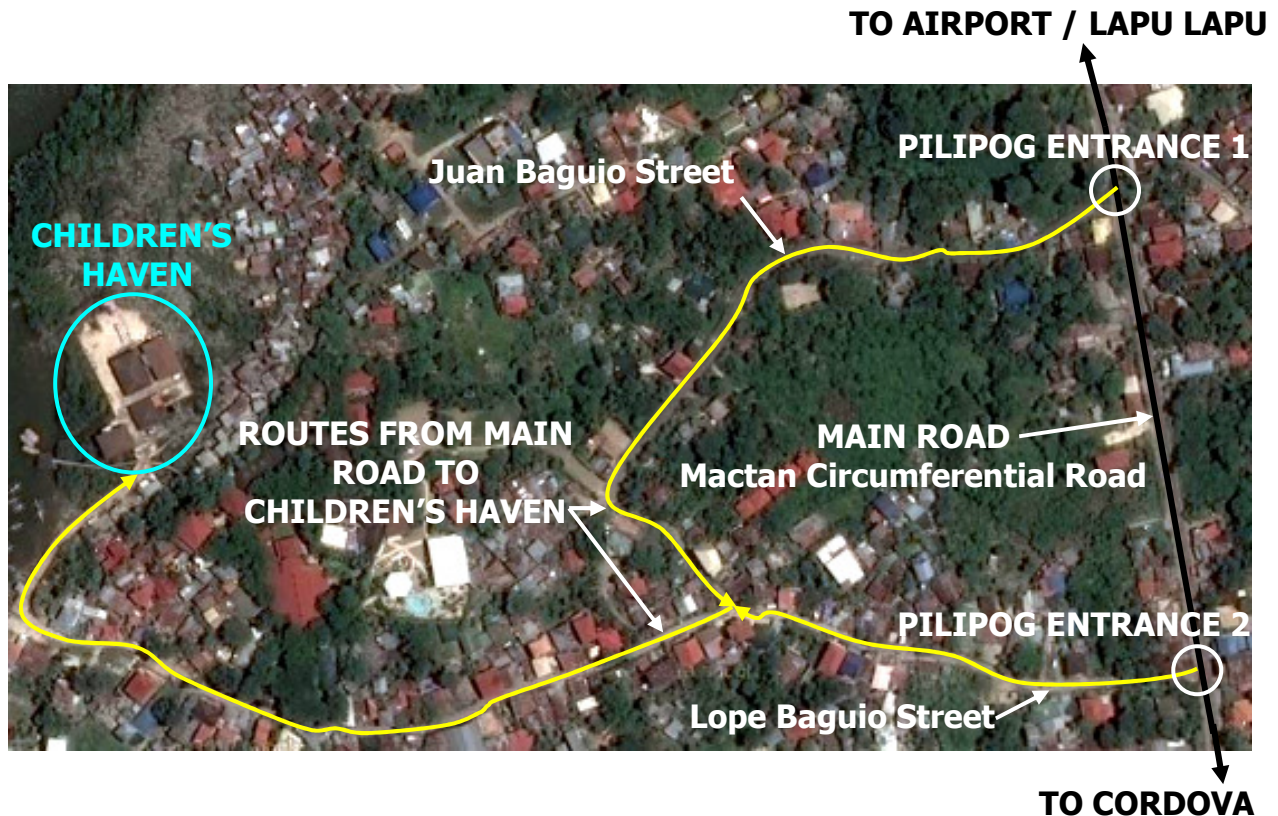 TO AIRPORT / LAPU LAPU
PILIPOG ENTRANCE 1
Juan Baguio Street
CHILDREN’S
HAVEN
ROUTES FROM MAIN
ROAD TO
CHILDREN’S HAVEN
MAIN ROAD
Mactan Circumferential Road
PILIPOG ENTRANCE 2
Lope Baguio Street
TO CORDOVA